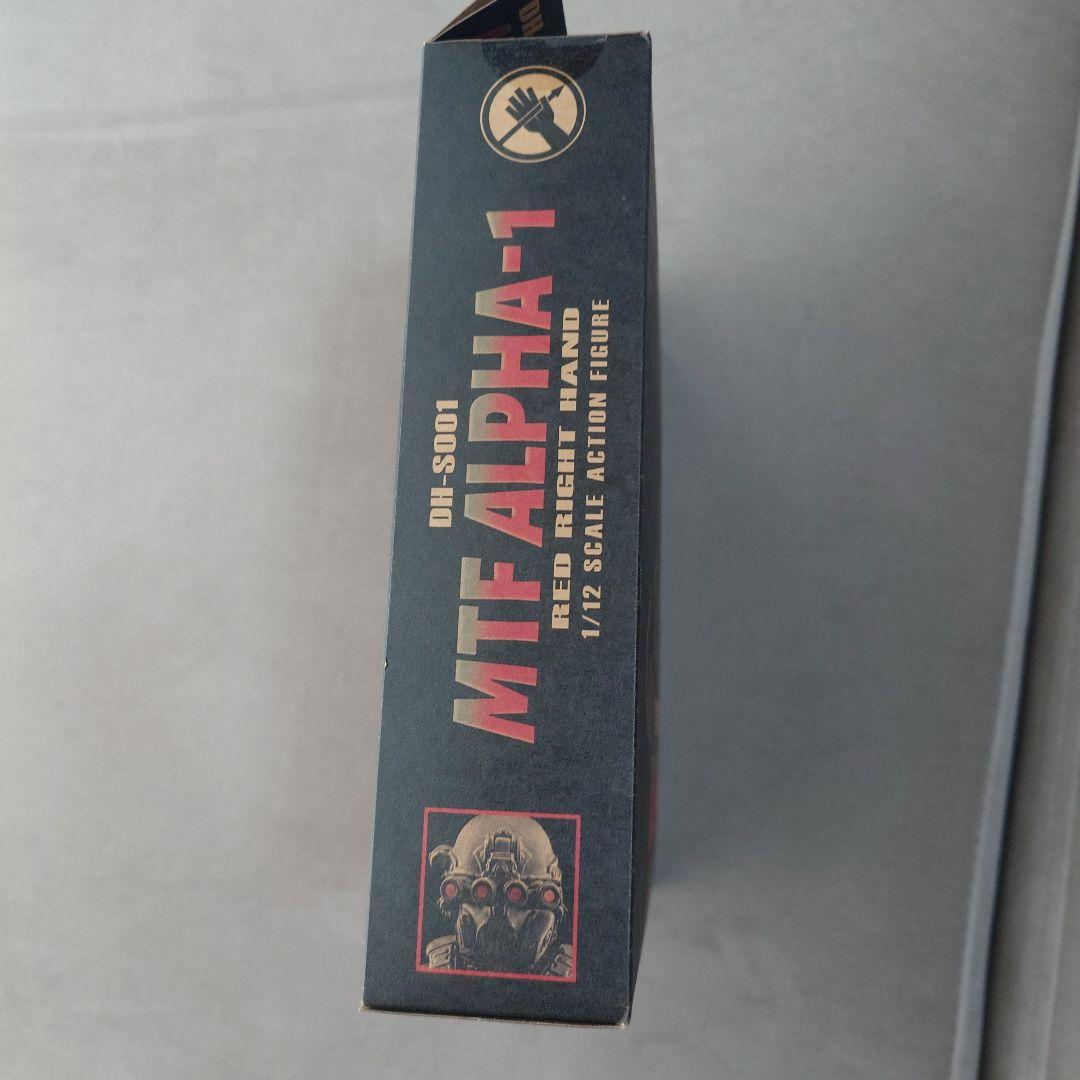 DH-S001
MTF ALPHA-1
RED RIGHT HAND
1/12 SCALE ACTION FIGURE